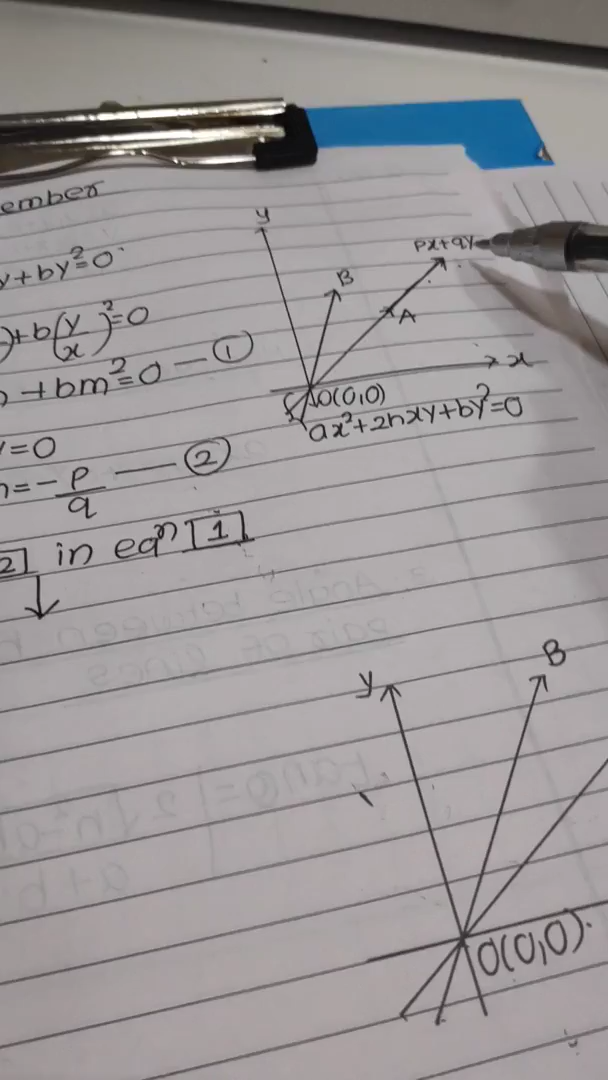 ember
y+by²=0
)+b(y/x)²=0
+bm²=0 — ①
y=0
=-p/q — ②
2] in eqⁿ [1]
↓
y
B
px+qy
A
x
O(0,0)
ax²+2hxy+by²=0
y
B
O(0,0)